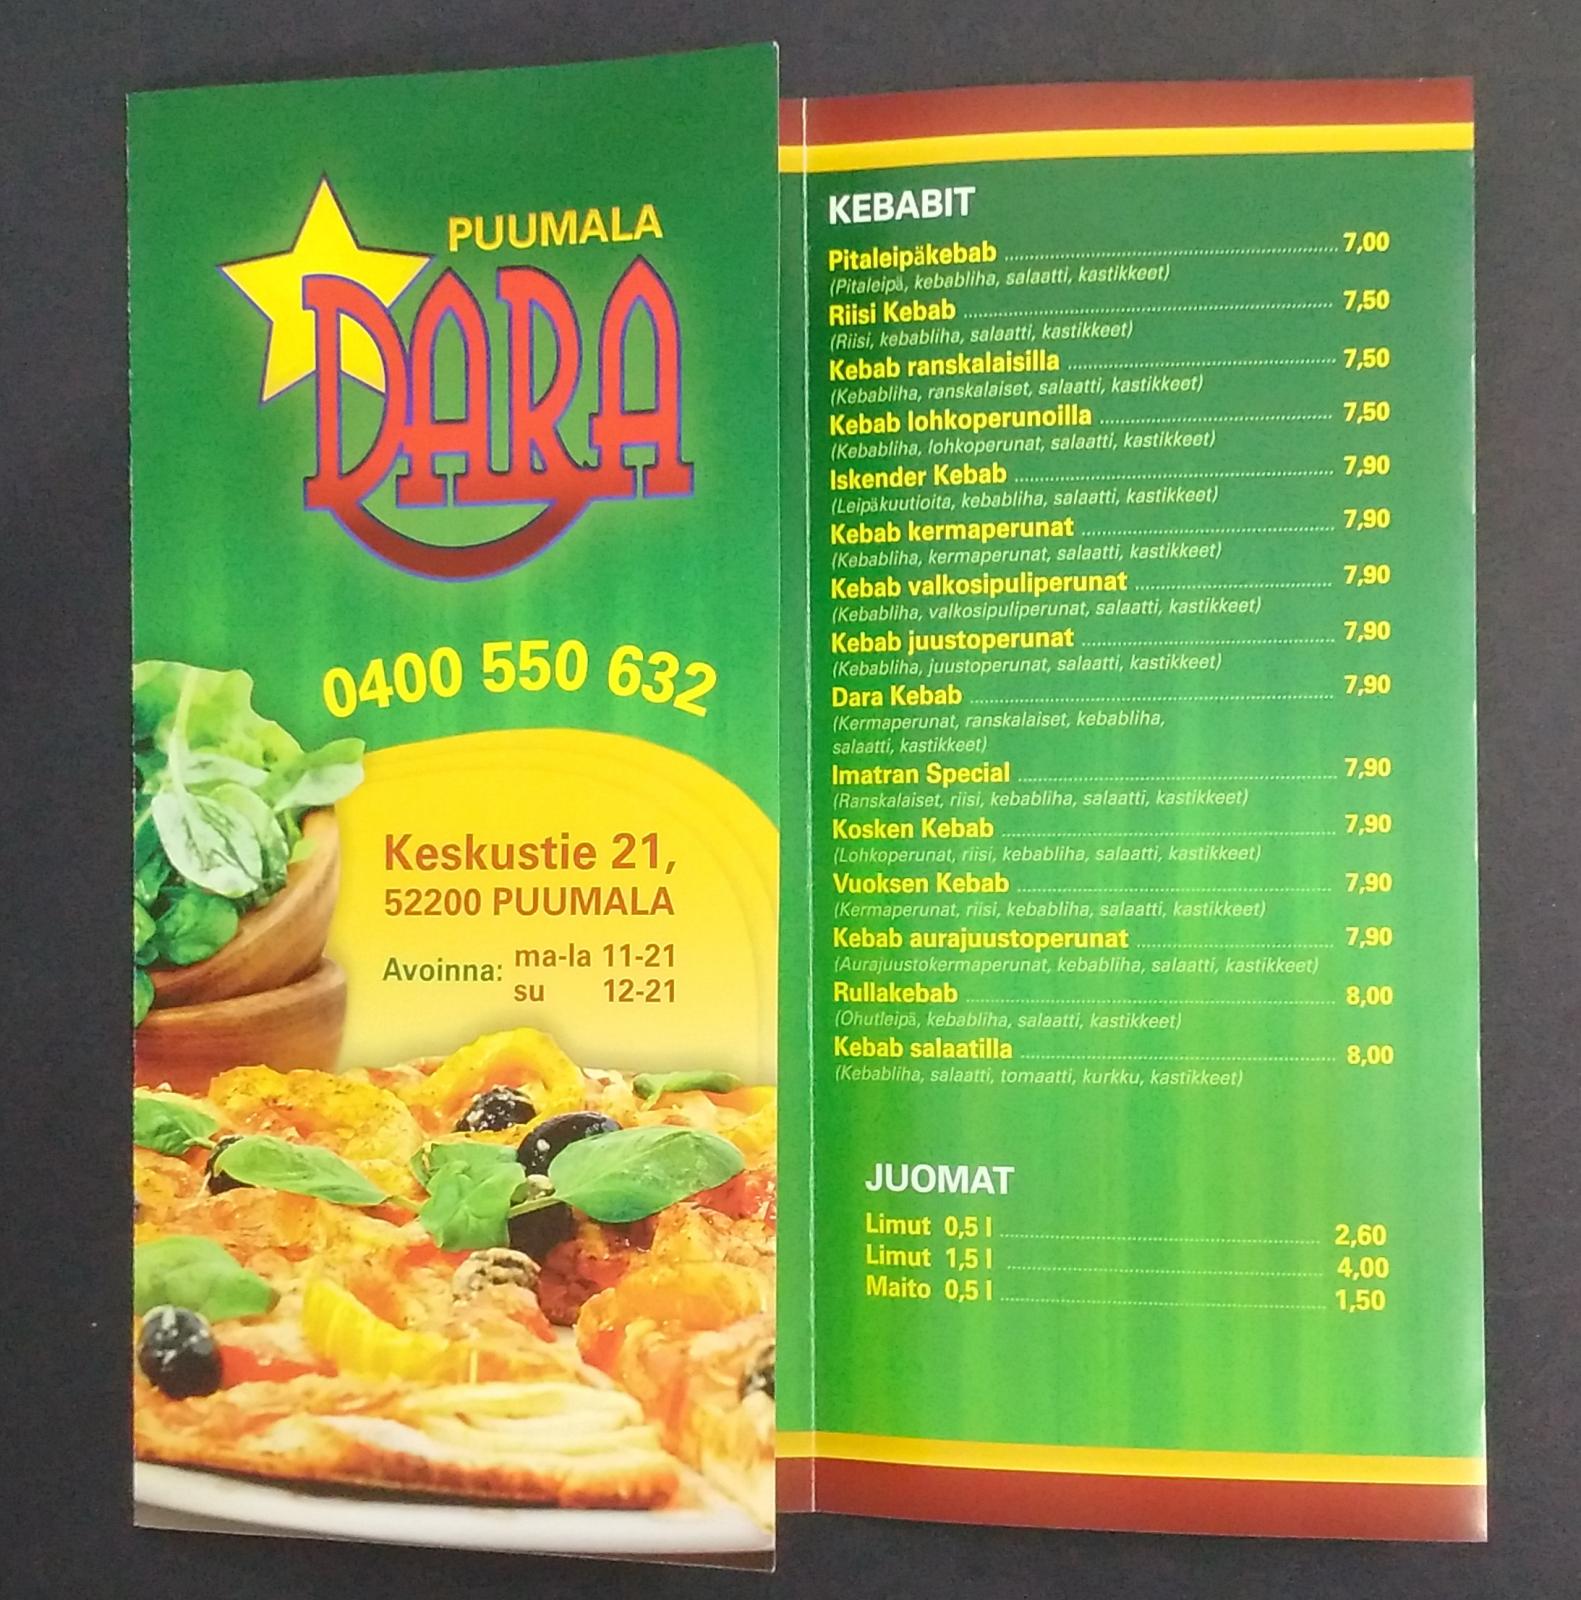 PUUMALA
DARA
0400 550 632
Keskustie 21,
52200 PUUMALA
Avoinna: ma-la 11-21
su 12-21
KEBABIT
Pitaleipäkebab 7,00
(Pitaleipä, kebabliha, salaatti, kastikkeet)
Riisi Kebab 7,50
(Riisi, kebabliha, salaatti, kastikkeet)
Kebab ranskalaisilla 7,50
(Kebabliha, ranskalaiset, salaatti, kastikkeet)
Kebab lohkoperunoilla 7,50
(Kebabliha, lohkoperunat, salaatti, kastikkeet)
Iskender Kebab 7,90
(Leipäkuutioita, kebabliha, salaatti, kastikkeet)
Kebab kermaperunat 7,90
(Kebabliha, kermaperunat, salaatti, kastikkeet)
Kebab valkosipuliperunat 7,90
(Kebabliha, valkosipuliperunat, salaatti, kastikkeet)
Kebab juustoperunat 7,90
(Kebabliha, juustoperunat, salaatti, kastikkeet)
Dara Kebab 7,90
(Kermaperunat, ranskalaiset, kebabliha,
salaatti, kastikkeet)
Imatran Special 7,90
(Ranskalaiset, riisi, kebabliha, salaatti, kastikkeet)
Kosken Kebab 7,90
(Lohkoperunat, riisi, kebabliha, salaatti, kastikkeet)
Vuoksen Kebab 7,90
(Kermaperunat, riisi, kebabliha, salaatti, kastikkeet)
Kebab aurajuustoperunat 7,90
(Aurajuustokermaperunat, kebabliha, salaatti, kastikkeet)
Rullakebab 8,00
(Ohutleipä, kebabliha, salaatti, kastikkeet)
Kebab salaatilla 8,00
(Kebabliha, salaatti, tomaatti, kurkku, kastikkeet)
JUOMAT
Limut 0,5 l 2,60
Limut 1,5 l 4,00
Maito 0,5 l 1,50